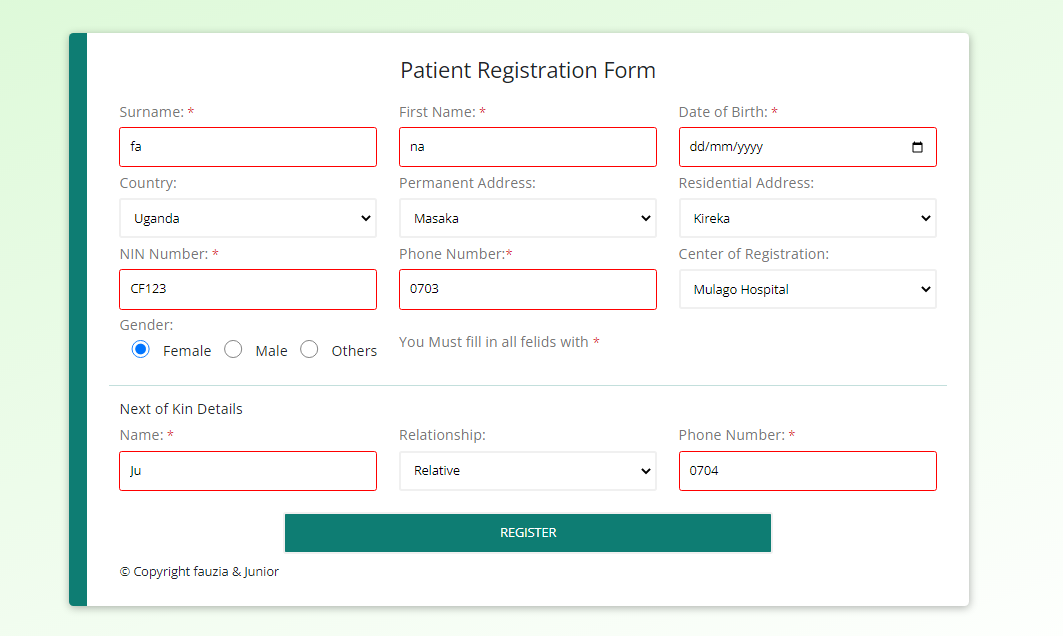 Patient Registration Form
Surname: * First Name: * Date of Birth: *
fa na dd/mm/yyyy
Country: Permanent Address: Residential Address:
Uganda Masaka Kireka
NIN Number: * Phone Number:* Center of Registration:
CF123 0703 Mulago Hospital
Gender:
Female Male Others You Must fill in all felids with *
Next of Kin Details
Name: * Relationship: Phone Number: *
Ju Relative 0704
REGISTER
© Copyright fauzia & Junior